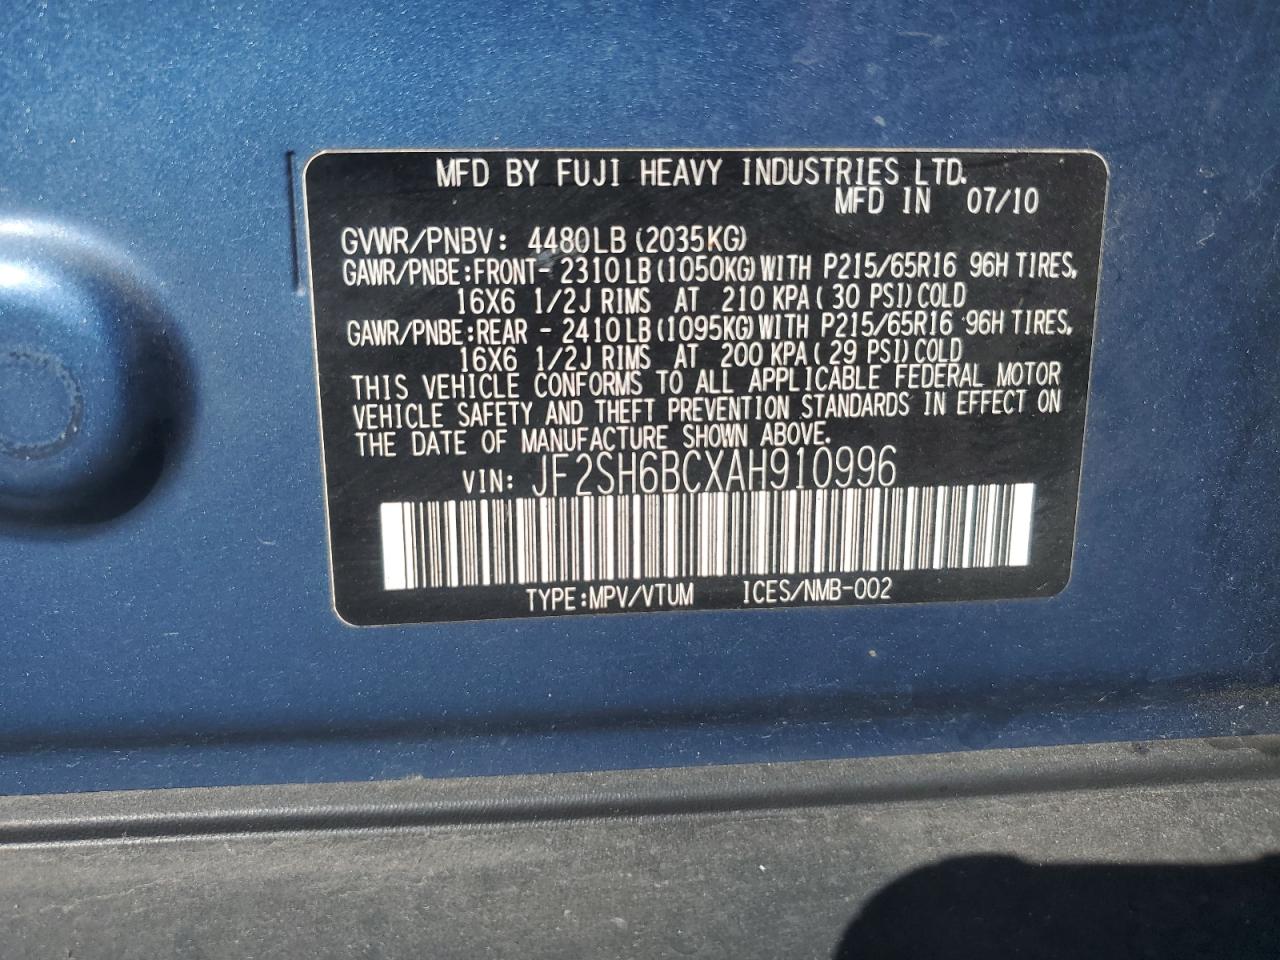 MFD BY FUJI HEAVY INDUSTRIES LTD.
MFD IN 07/10
GVWR/PNBV: 4480LB(2035KG)
GAWR/PNBE:FRONT- 2310LB(1050KG)WITH P215/65R16 96H TIRES,
16X6 1/2J RIMS AT 210 KPA( 30 PSI)COLD
GAWR/PNBE:REAR - 2410LB(1095KG)WITH P215/65R16 96H TIRES,
16X6 1/2J RIMS AT 200 KPA( 29 PSI)COLD
THIS VEHICLE CONFORMS TO ALL APPLICABLE FEDERAL MOTOR
VEHICLE SAFETY AND THEFT PREVENTION STANDARDS IN EFFECT ON
THE DATE OF MANUFACTURE SHOWN ABOVE.
VIN: JF2SH6BCXAH910996
TYPE:MPV/VTUM ICES/NMB-002